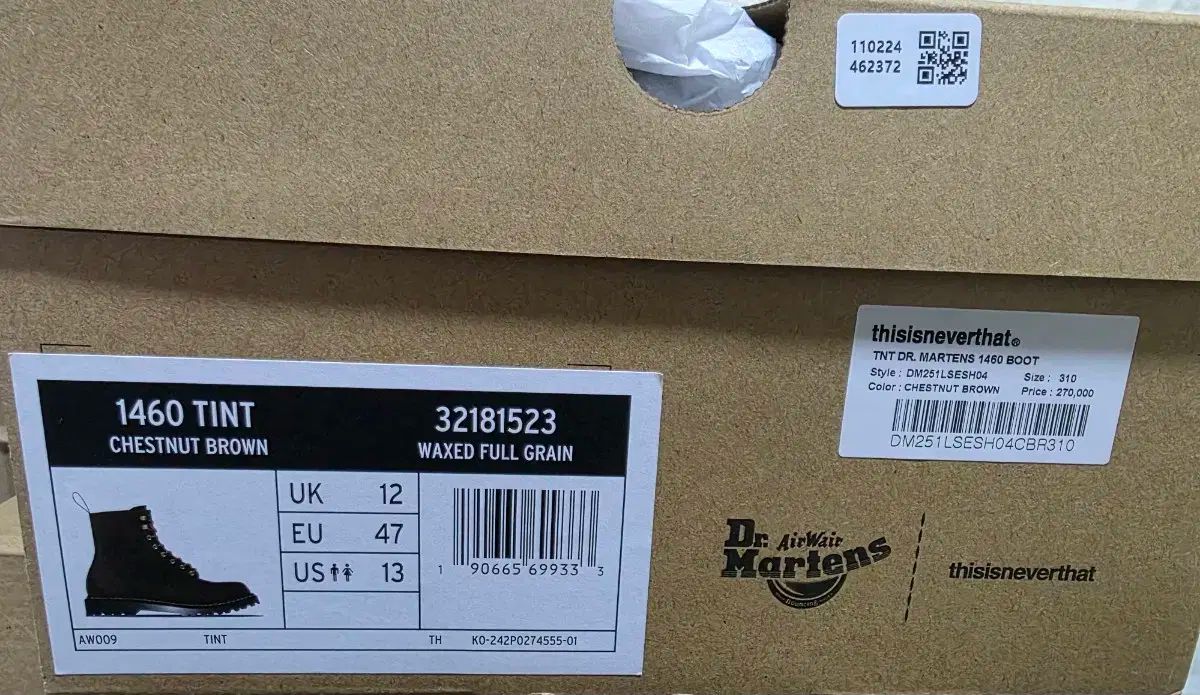 110224
462372
thisisneverthat®
TNT DR. MARTENS 1460 BOOT
Style : DM251LSESH04 Size : 310
Color : CHESTNUT BROWN Price : 270,000
DM251LSESH04CBR310
1460 TINT
CHESTNUT BROWN
32181523
WAXED FULL GRAIN
UK 12
EU 47
US 13
1 90665 69933 3
AW009 TINT TH K0-242P0274555-01
Dr. AirWair
Martens
Bouncing
thisisneverthat